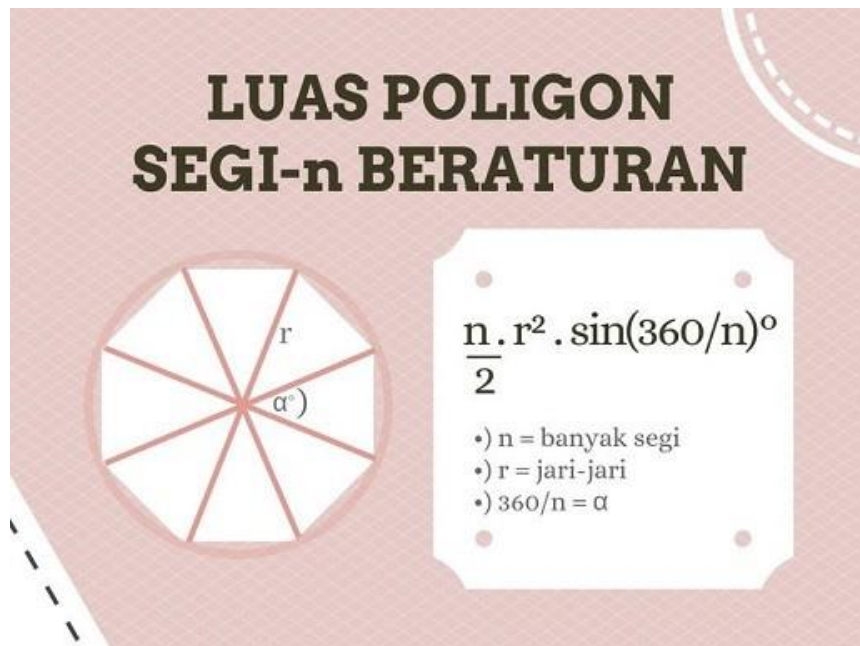 LUAS POLIGON
SEGI-n BERATURAN
r
α°)
n . r² . sin(360/n)°
2
•) n = banyak segi
•) r = jari-jari
•) 360/n = α